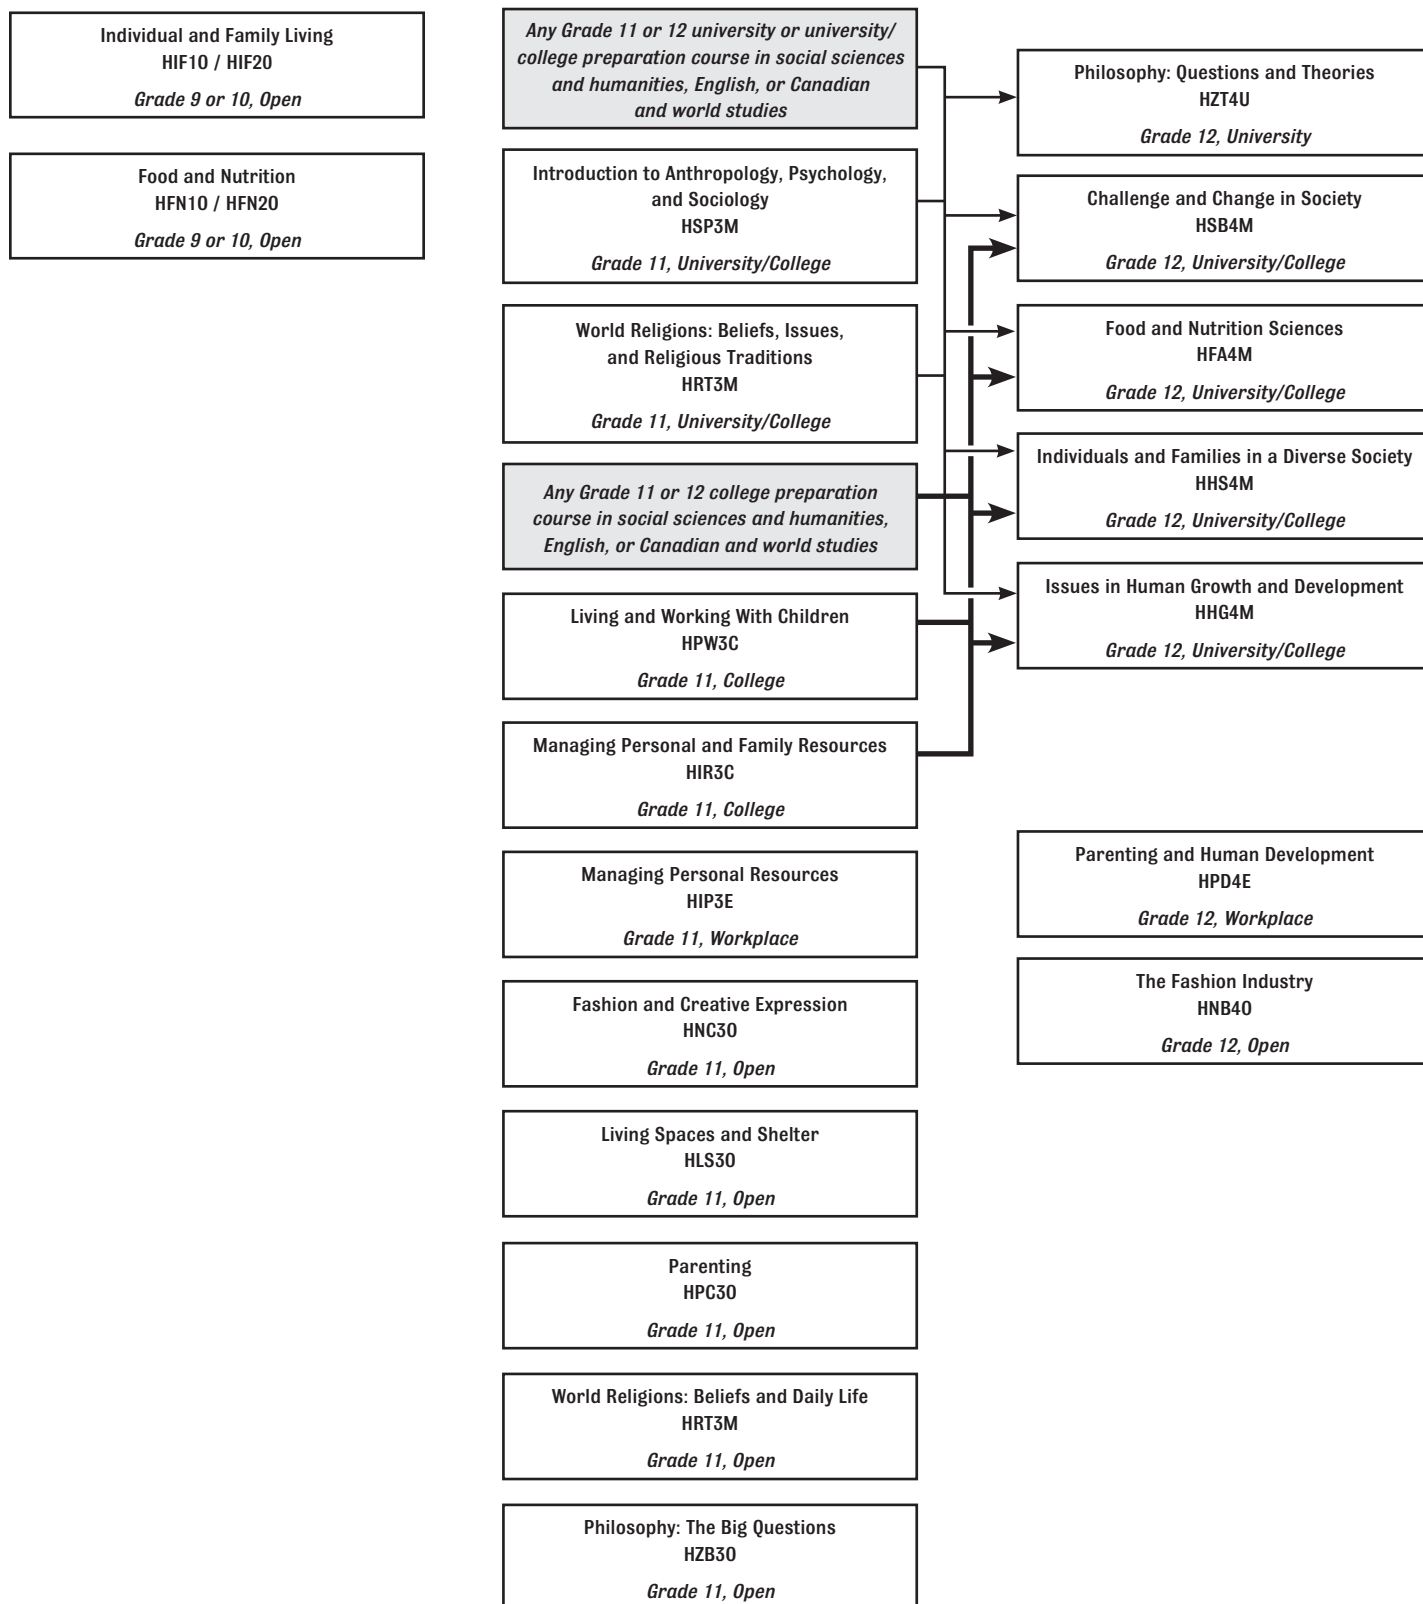 Individual and Family Living
HIF10 / HIF20
Grade 9 or 10, Open
Food and Nutrition
HFN10 / HFN20
Grade 9 or 10, Open
Any Grade 11 or 12 university or university/
college preparation course in social sciences
and humanities, English, or Canadian
and world studies
Introduction to Anthropology, Psychology,
and Sociology
HSP3M
Grade 11, University/College
World Religions: Beliefs, Issues,
and Religious Traditions
HRT3M
Grade 11, University/College
Any Grade 11 or 12 college preparation
course in social sciences and humanities,
English, or Canadian and world studies
Living and Working With Children
HPW3C
Grade 11, College
Managing Personal and Family Resources
HIR3C
Grade 11, College
Managing Personal Resources
HIP3E
Grade 11, Workplace
Fashion and Creative Expression
HNC30
Grade 11, Open
Living Spaces and Shelter
HLS30
Grade 11, Open
Parenting
HPC30
Grade 11, Open
World Religions: Beliefs and Daily Life
HRT3M
Grade 11, Open
Philosophy: The Big Questions
HZB30
Grade 11, Open
Philosophy: Questions and Theories
HZT4U
Grade 12, University
Challenge and Change in Society
HSB4M
Grade 12, University/College
Food and Nutrition Sciences
HFA4M
Grade 12, University/College
Individuals and Families in a Diverse Society
HHS4M
Grade 12, University/College
Issues in Human Growth and Development
HHG4M
Grade 12, University/College
Parenting and Human Development
HPD4E
Grade 12, Workplace
The Fashion Industry
HNB40
Grade 12, Open